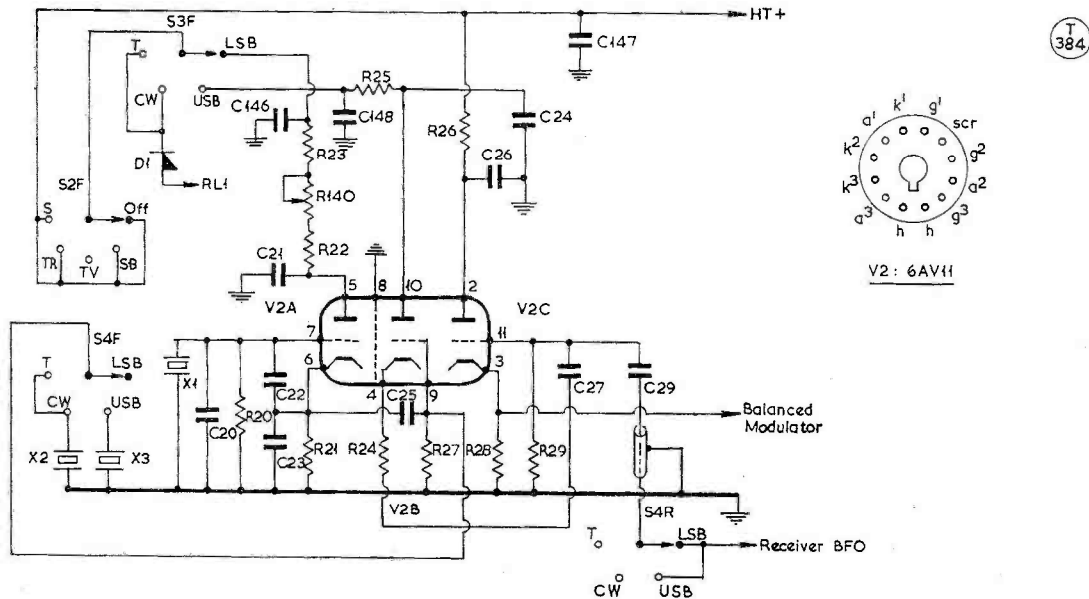 HT+
T
384
S3F
T
LSB
C147
R25
CW
USB
C146
C148
R26
C24
D1
R23
C26
RL1
S2F
R140
S
Off
C21
R22
TR
TV
SB
5
8
10
2
V2A
V2C
7
11
6
3
4
C25
9
k¹
g¹
a¹
scr
k²
g²
k³
a²
a³
g³
h
h
V2: 6AV11
S4F
T
LSB
X1
C22
C27
C29
CW
USB
C20
R20
Balanced
Modulator
X2
X3
C23
R21
R24
R27
R28
R29
V2B
S4R
T
LSB
Receiver BFO
CW
USB